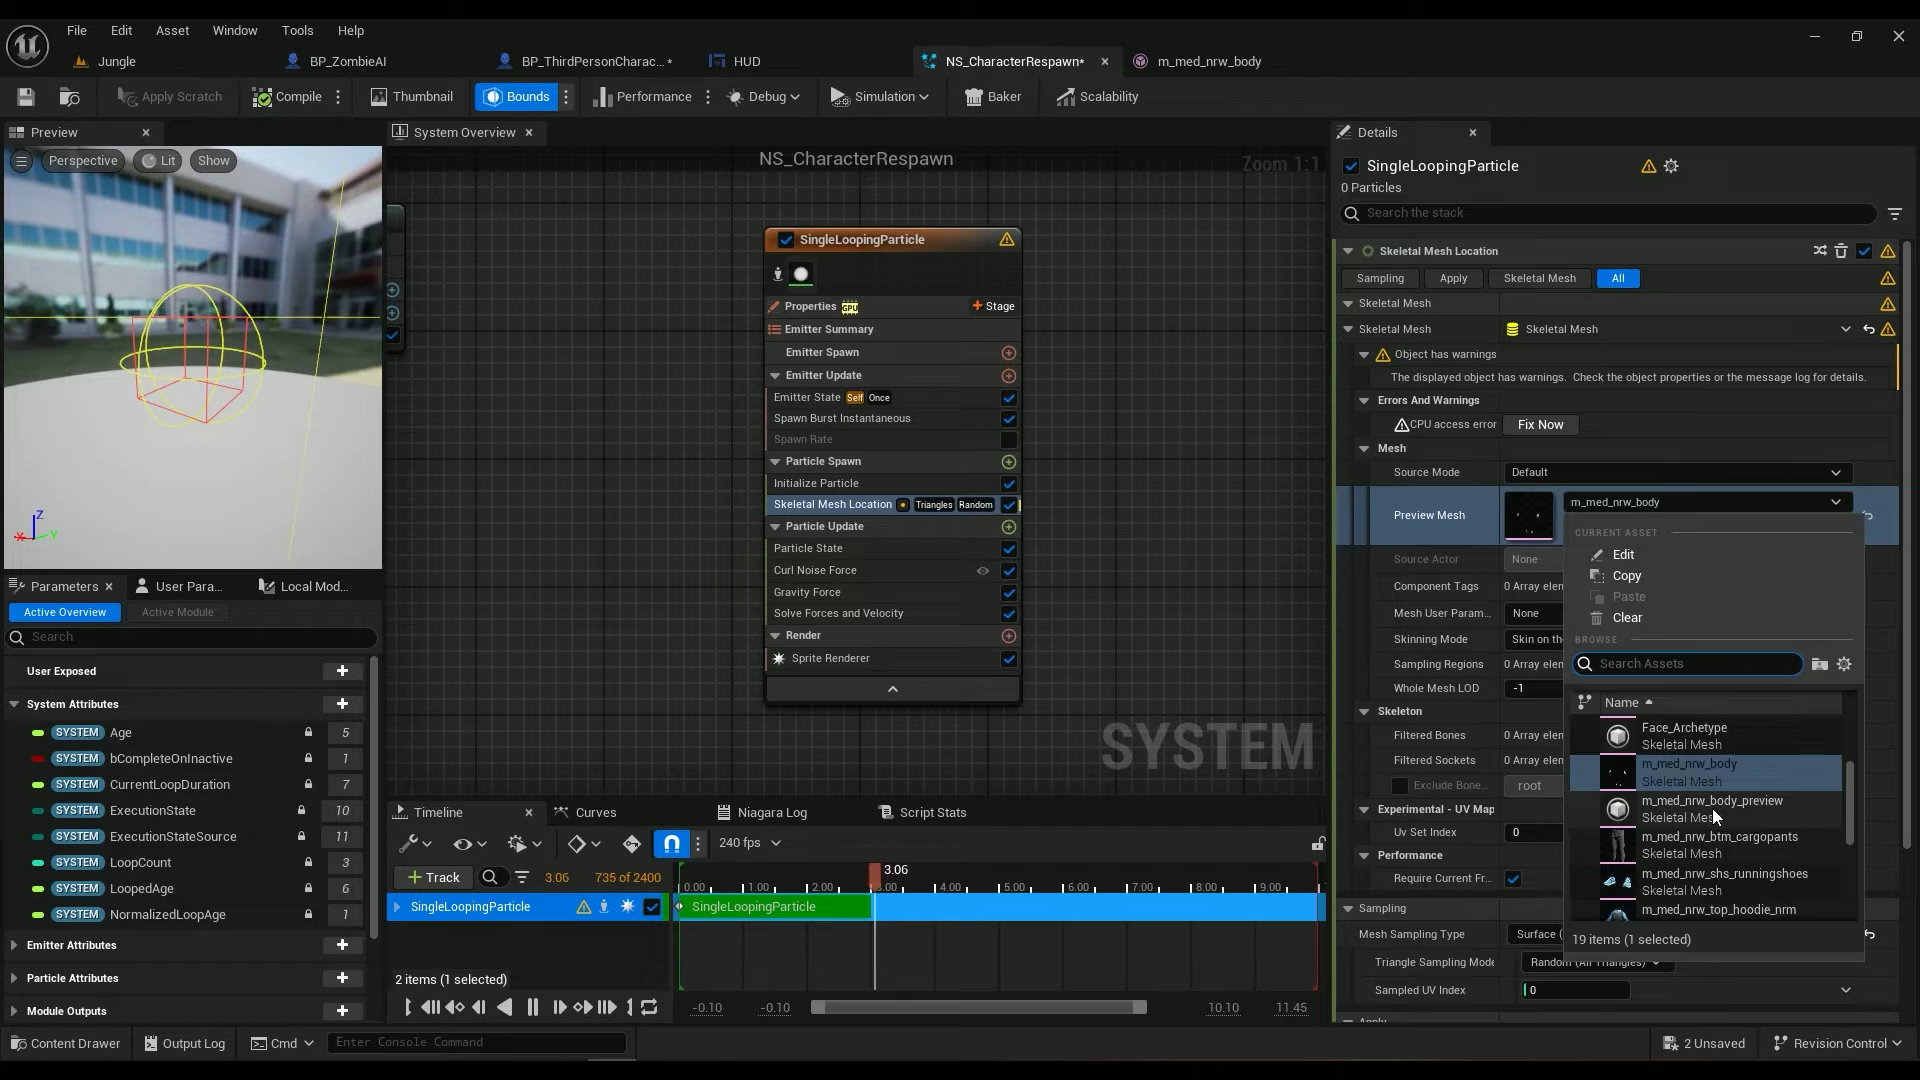 File Edit Asset Window Tools Help
Jungle BP_ZombieAI BP_ThirdPersonCharac...* HUD NS_CharacterRespawn* m_med_nrw_body
Apply Scratch Compile Thumbnail Bounds Performance Debug Simulation Baker Scalability
Preview
Perspective Lit Show
Z
X Y
System Overview
NS_CharacterRespawn
Zoom 1:1
SingleLoopingParticle
Properties GPU Stage
Emitter Summary
Emitter Spawn
Emitter Update
Emitter State Self Once
Spawn Burst Instantaneous
Spawn Rate
Particle Spawn
Initialize Particle
Skeletal Mesh Location Triangles Random
Particle Update
Particle State
Curl Noise Force
Gravity Force
Solve Forces and Velocity
Render
Sprite Renderer
SYSTEM
Parameters User Para... Local Mod...
Active Overview Active Module
Search
User Exposed
System Attributes
SYSTEM Age 5
SYSTEM bCompleteOnInactive 1
SYSTEM CurrentLoopDuration 7
SYSTEM ExecutionState 10
SYSTEM ExecutionStateSource 11
SYSTEM LoopCount 3
SYSTEM LoopedAge 6
SYSTEM NormalizedLoopAge 1
Emitter Attributes
Particle Attributes
Module Outputs
Timeline Curves Niagara Log Script Stats
240 fps
Track 3.06 735 of 2400
3.06
0.00 1.00 2.00 3.00 4.00 5.00 6.00 7.00 8.00 9.00
SingleLoopingParticle SingleLoopingParticle
2 items (1 selected)
-0.10 -0.10 10.10 11.45
Details
SingleLoopingParticle
0 Particles
Search the stack
Skeletal Mesh Location
Sampling Apply Skeletal Mesh All
Skeletal Mesh
Skeletal Mesh Skeletal Mesh
Object has warnings
The displayed object has warnings. Check the object properties or the message log for details.
Errors And Warnings
CPU access error Fix Now
Mesh
Source Mode Default
Preview Mesh m_med_nrw_body
Source Actor None
Component Tags 0 Array elen
Mesh User Param... None
Skinning Mode Skin on th
Sampling Regions 0 Array elen
Whole Mesh LOD -1
Skeleton
Filtered Bones 0 Array elen
Filtered Sockets 0 Array elen
Exclude Bone.. root
Experimental - UV Map
Uv Set Index 0
Performance
Require Current Fr...
Sampling
Mesh Sampling Type Surface (
Triangle Sampling Mode Random (All Triangles)
Sampled UV Index 0
Apply
CURRENT ASSET
Edit
Copy
Paste
Clear
BROWSE
Search Assets
Name
Face_Archetype
Skeletal Mesh
m_med_nrw_body
Skeletal Mesh
m_med_nrw_body_preview
Skeletal Mesh
m_med_nrw_btm_cargopants
Skeletal Mesh
m_med_nrw_shs_runningshoes
Skeletal Mesh
m_med_nrw_top_hoodie_nrm
19 items (1 selected)
Content Drawer Output Log Cmd Enter Console Command 2 Unsaved Revision Control